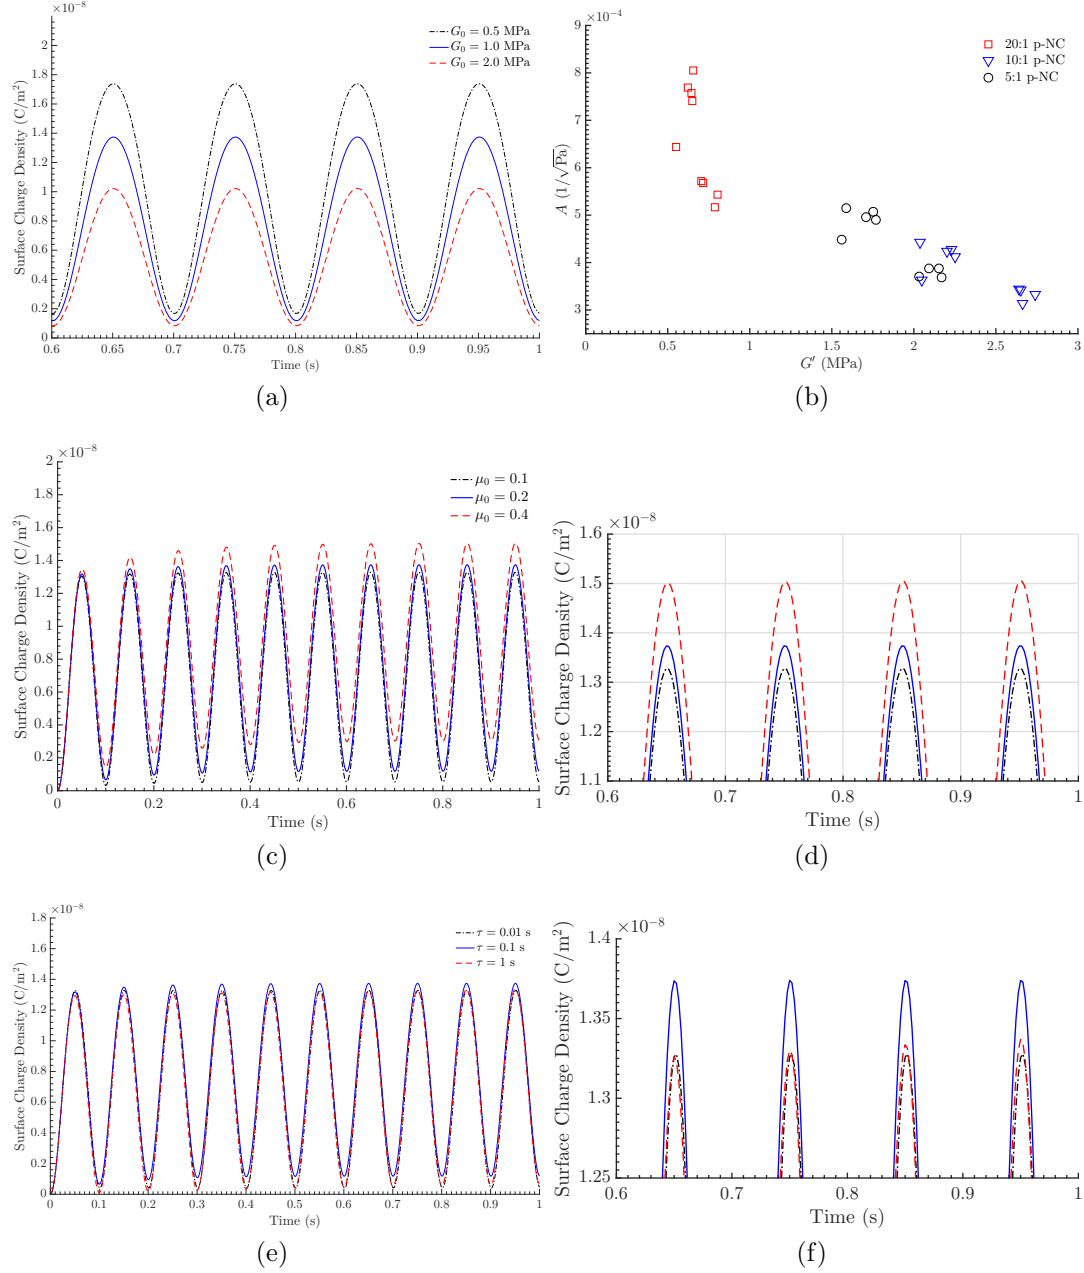 ×10⁻⁸
Surface Charge Density (C/m²)
2
1.8
1.6
1.4
1.2
1
0.8
0.6
0.4
0.2
0
0.6 0.65 0.7 0.75 0.8 0.85 0.9 0.95 1
Time (s)
G₀ = 0.5 MPa
G₀ = 1.0 MPa
G₀ = 2.0 MPa
(a)
×10⁻⁴
A (1/√Pa)
9
8
7
6
5
4
3
0 0.5 1 1.5 2 2.5 3
G′ (MPa)
20:1 p-NC
10:1 p-NC
5:1 p-NC
(b)
×10⁻⁸
Surface Charge Density (C/m²)
2
1.8
1.6
1.4
1.2
1
0.8
0.6
0.4
0.2
0
0 0.2 0.4 0.6 0.8 1
Time (s)
μ₀ = 0.1
μ₀ = 0.2
μ₀ = 0.4
(c)
×10⁻⁸
Surface Charge Density (C/m²)
1.6
1.5
1.4
1.3
1.2
1.1
0.6 0.7 0.8 0.9 1
Time (s)
(d)
×10⁻⁸
Surface Charge Density (C/m²)
1.8
1.6
1.4
1.2
1
0.8
0.6
0.4
0.2
0
0 0.1 0.2 0.3 0.4 0.5 0.6 0.7 0.8 0.9 1
Time (s)
τ = 0.01 s
τ = 0.1 s
τ = 1 s
(e)
×10⁻⁸
Surface Charge Density (C/m²)
1.4
1.35
1.3
1.25
0.6 0.7 0.8 0.9 1
Time (s)
(f)